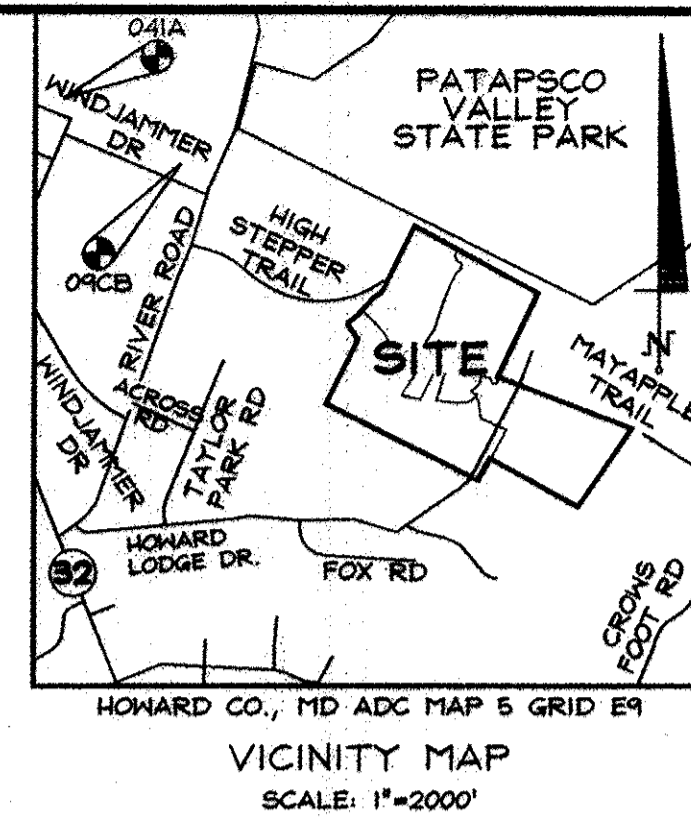 041A
WINDJAMMER
DR
PATAPSCO
VALLEY
STATE PARK
09CB
RIVER ROAD
HIGH
STEPPER
TRAIL
SITE
N
MAYAPPLE
TRAIL
WINDJAMMER
DR
ACROSS
RD
TAYLOR
PARK RD
32
HOWARD
LODGE DR.
FOX RD
CROWS
FOOT RD
HOWARD CO., MD ADC MAP 5 GRID E9
VICINITY MAP
SCALE: 1"=2000'